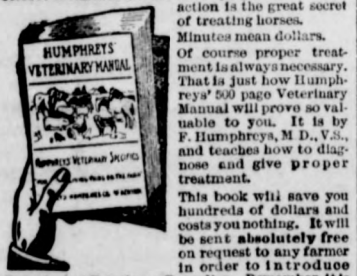 HUMPHREYS'
VETERINARY MANUAL
HUMPHREYS' VETERINARY SPECIFICS
action is the great secret
of treating horses.
Minutes mean dollars.
Of course proper treat-
ment is always necessary.
That is just how Humph-
reys' 500 page Veterinary
Manual will prove so val-
uable to you. It is by
F. Humphreys, M D., V.S.,
and teaches how to diag-
nose and give proper
treatment.
This book will save you
hundreds of dollars and
costs you nothing. It will
be sent absolutely free
on request to any farmer
in order to introduce